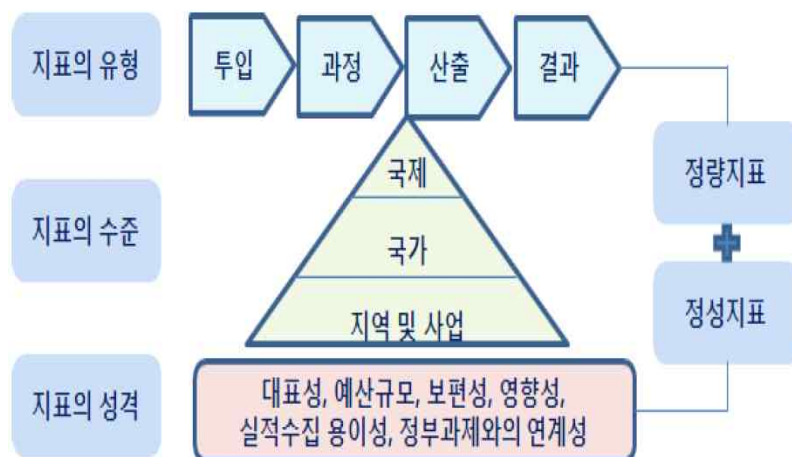 지표의 유형
투입
과정
산출
결과
지표의 수준
국제
국가
지역 및 사업
정량지표
정성지표
지표의 성격
대표성, 예산규모, 보편성, 영향성,
실적수집 용이성, 정부과제와의 연계성